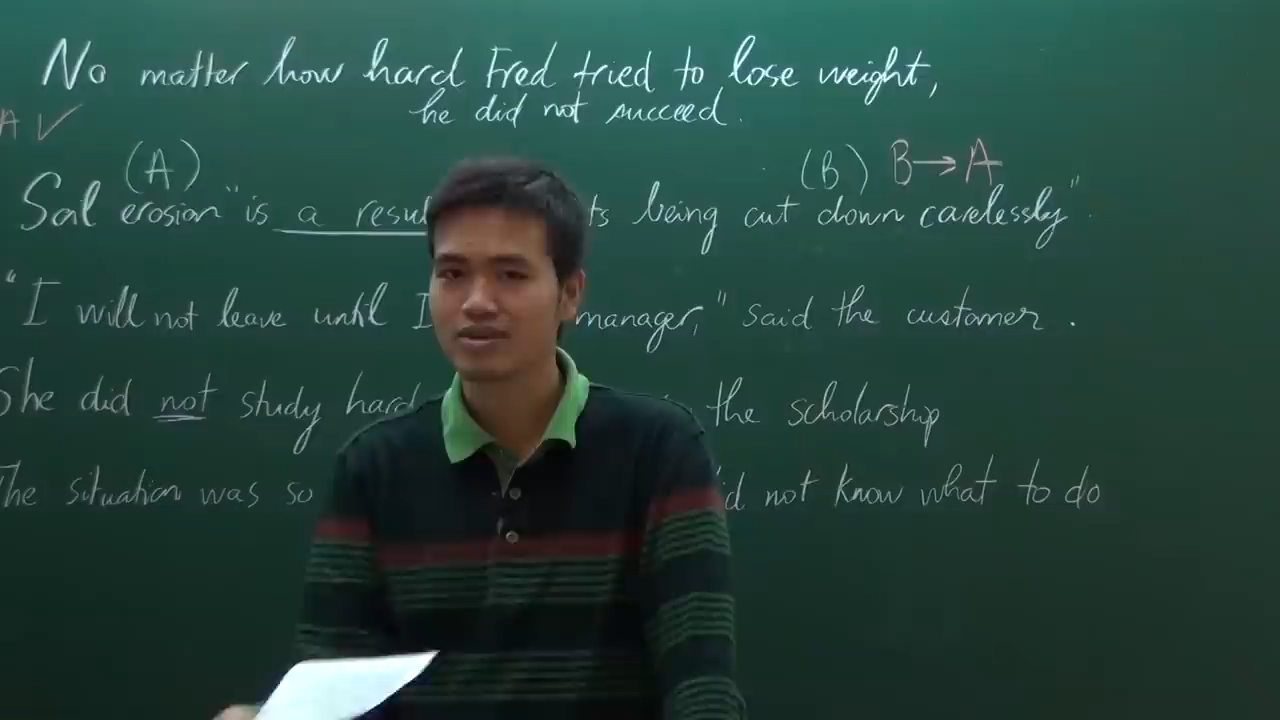 No matter how hard Fred tried to lose weight,
he did not succeed.
A ✓
(A) (B) B→A
Soil erosian "is a resul ts being cut down carelessly"
"I will not leave until I manager," said the customer.
She did not study hard the scholarship
The situation was so id not know what to do